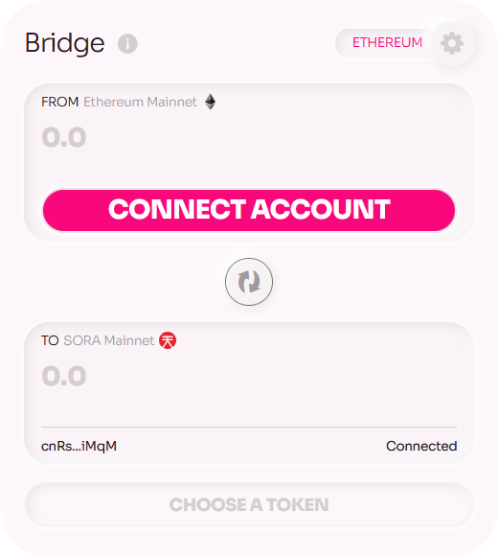 Bridge
ETHEREUM
FROM Ethereum Mainnet
0.0
CONNECT ACCOUNT
TO SORA Mainnet
0.0
cnRs...iMqM Connected
CHOOSE A TOKEN